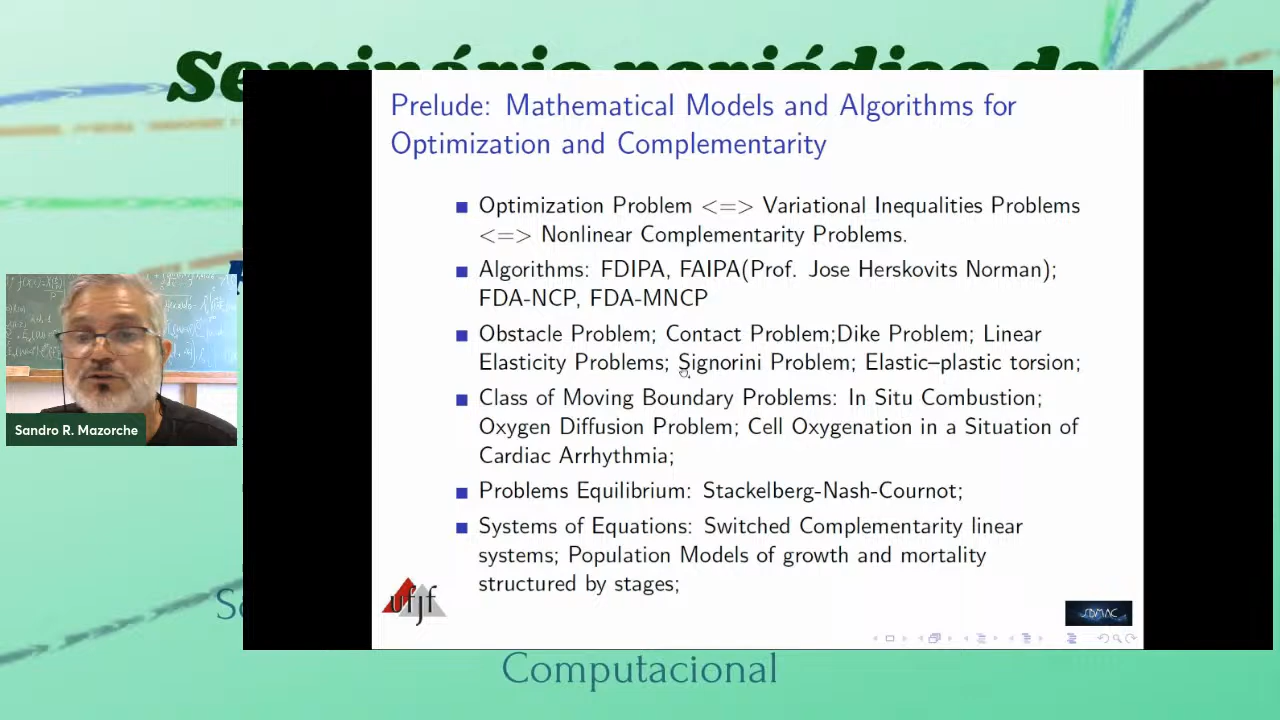 Seminário periódico de
Prelude: Mathematical Models and Algorithms for
Optimization and Complementarity
Optimization Problem <=> Variational Inequalities Problems
<=> Nonlinear Complementarity Problems.
Algorithms: FDIPA, FAIPA(Prof. Jose Herskovits Norman);
FDA-NCP, FDA-MNCP
Obstacle Problem; Contact Problem;Dike Problem; Linear
Elasticity Problems; Signorini Problem; Elastic–plastic torsion;
Class of Moving Boundary Problems: In Situ Combustion;
Oxygen Diffusion Problem; Cell Oxygenation in a Situation of
Cardiac Arrhythmia;
Problems Equilibrium: Stackelberg-Nash-Cournot;
Systems of Equations: Switched Complementarity linear
systems; Population Models of growth and mortality
structured by stages;
ufjf
SDMAC
Sandro R. Mazorche
Computacional